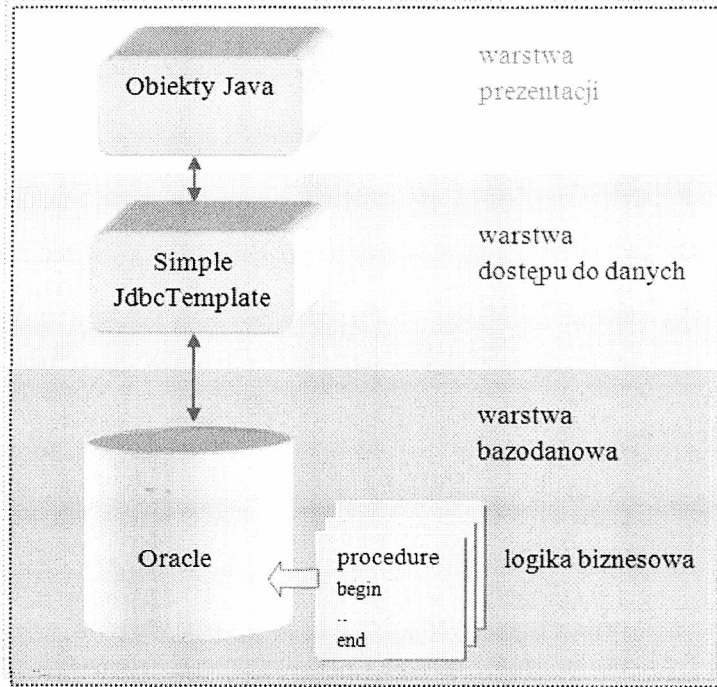 Obiekty Java
warstwa
prezentacji
Simple
JdbcTemplate
warstwa
dostępu do danych
warstwa
bazodanowa
Oracle
procedure
begin
..
end
logika biznesowa